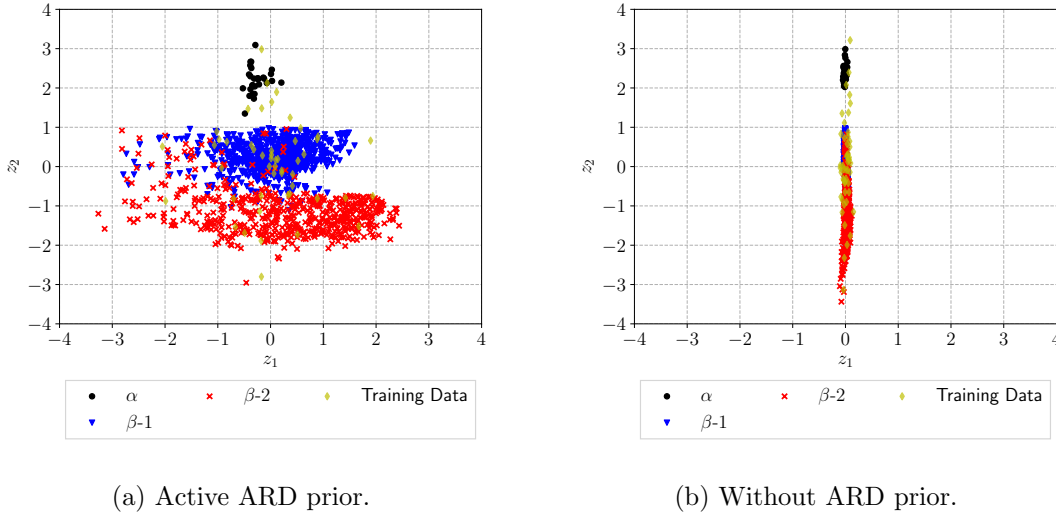 4
3
2
1
0
−1
−2
−3
−4
z₂
−4 −3 −2 −1 0 1 2 3 4
z₁
α β-2 Training Data
β-1
(a) Active ARD prior.
4
3
2
1
0
−1
−2
−3
−4
z₂
−4 −3 −2 −1 0 1 2 3 4
z₁
α β-2 Training Data
β-1
(b) Without ARD prior.